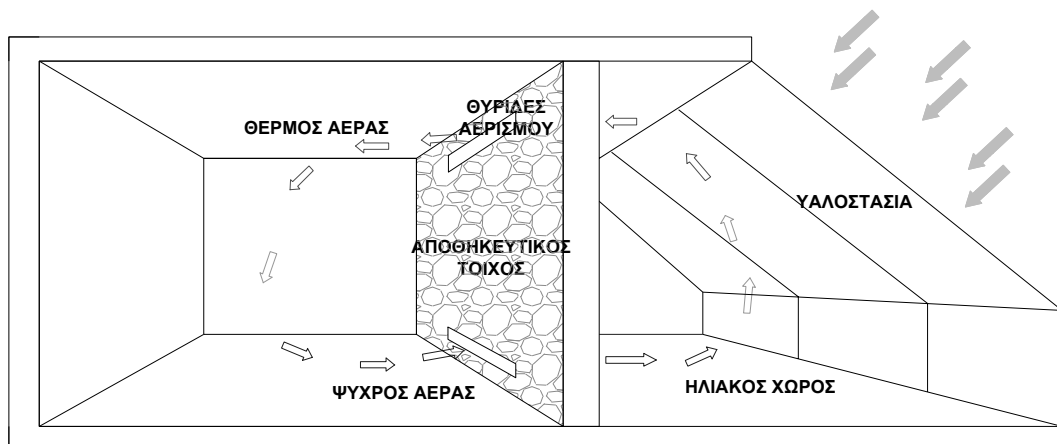 ΘΥΡΙΔΕΣ
ΑΕΡΙΣΜΟΥ
ΘΕΡΜΟΣ ΑΕΡΑΣ
ΥΑΛΟΣΤΑΣΙΑ
ΑΠΟΘΗΚΕΥΤΙΚΟΣ
ΤΟΙΧΟΣ
ΨΥΧΡΟΣ ΑΕΡΑΣ
ΗΛΙΑΚΟΣ ΧΩΡΟΣ